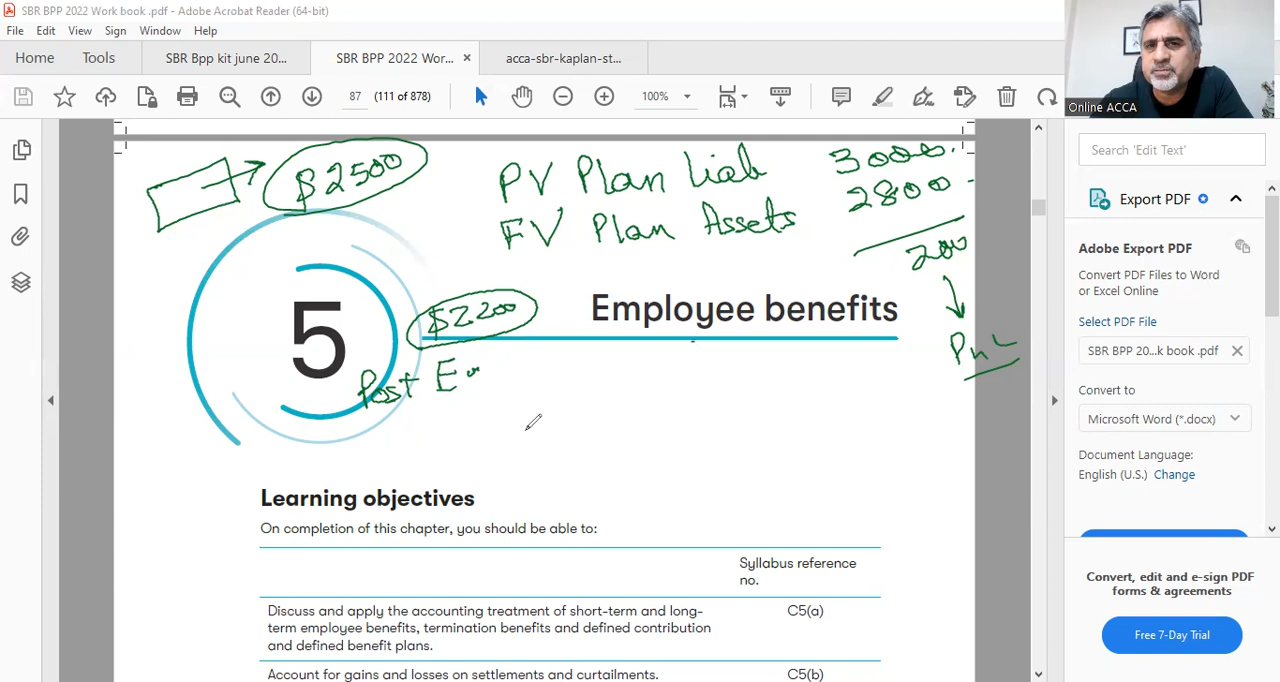 SBR BPP 2022 Work book .pdf - Adobe Acrobat Reader (64-bit)
File Edit View Sign Window Help
Home Tools SBR Bpp kit june 20... SBR BPP 2022 Wor... × acca-sbr-kaplan-st...
87 (111 of 878) 100%
Online ACCA
$2500
PV Plan Liab 3000
FV Plan Assets 2800
200
$2200
5
Employee benefits
Post
Learning objectives
On completion of this chapter, you should be able to:
Syllabus reference
no.
Discuss and apply the accounting treatment of short-term and long-
term employee benefits, termination benefits and defined contribution
and defined benefit plans.
C5(a)
Account for gains and losses on settlements and curtailments.
C5(b)
Search 'Edit Text'
Export PDF
Adobe Export PDF
Convert PDF Files to Word
or Excel Online
Select PDF File
SBR BPP 20...k book .pdf
Convert to
Microsoft Word (*.docx)
Document Language:
English (U.S.) Change
Convert, edit and e-sign PDF
forms & agreements
Free 7-Day Trial